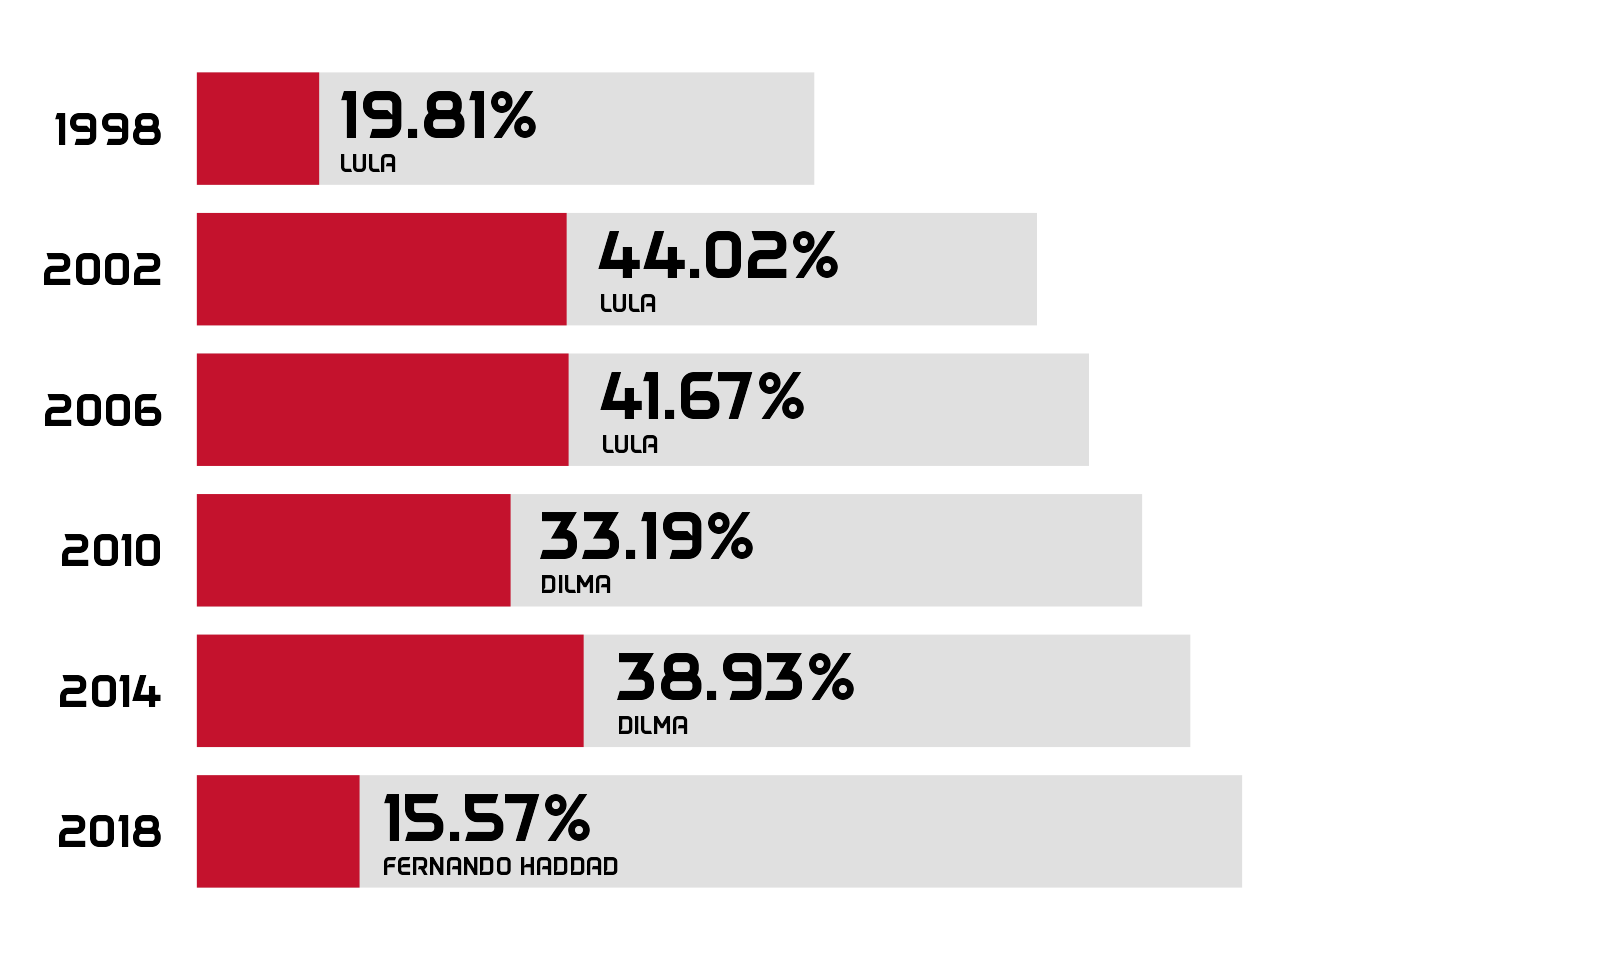 1998
19.81%
LULA
2002
44.02%
LULA
2006
41.67%
LULA
2010
33.19%
DILMA
2014
38.93%
DILMA
2018
15.57%
FERNANDO HADDAD